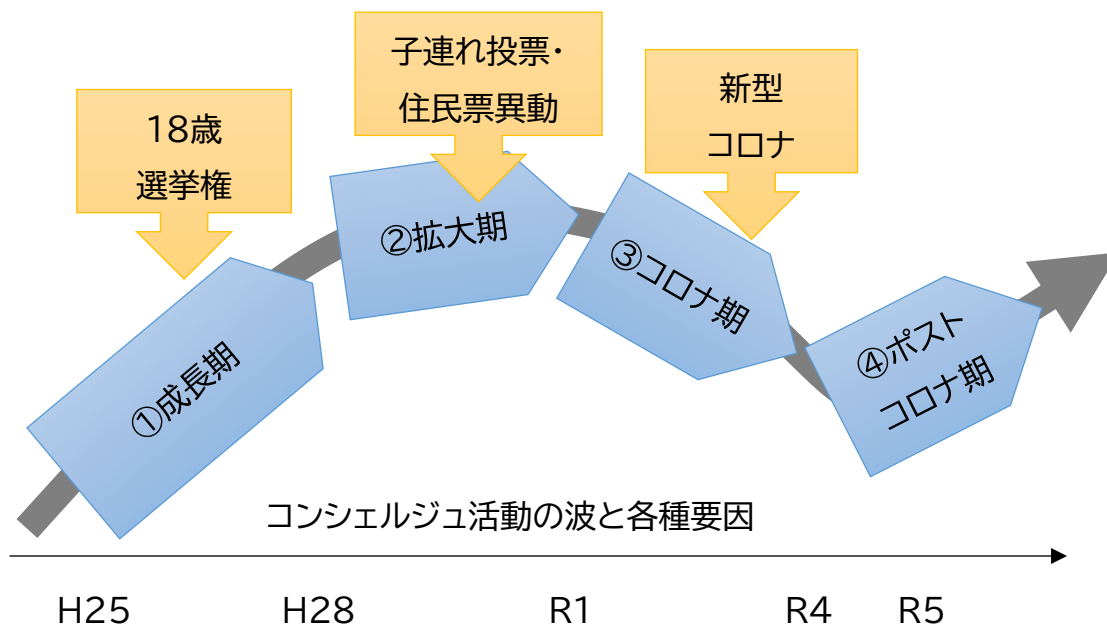 18歳
選挙権
子連れ投票・
住民票異動
新型
コロナ
①成長期
②拡大期
③コロナ期
④ポスト
コロナ期
コンシェルジュ活動の波と各種要因
H25
H28
R1
R4
R5